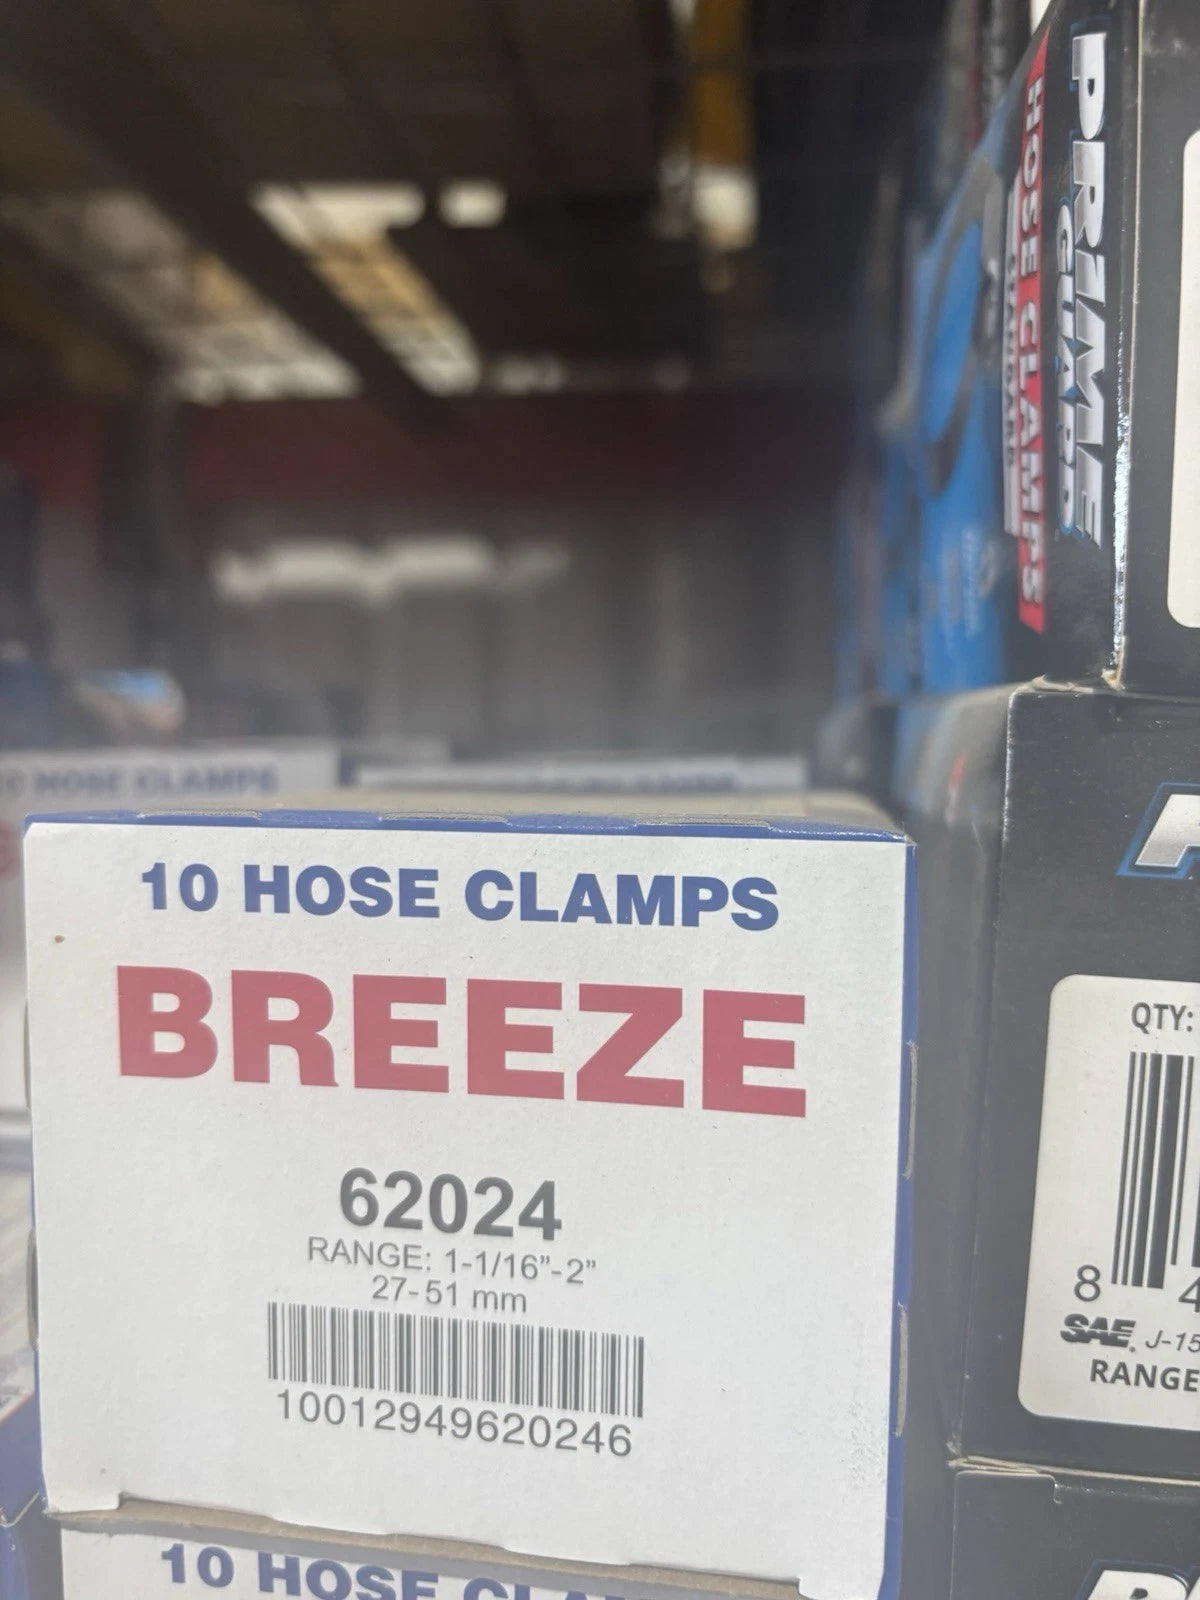 PRIME
GUARD
HOSE CLAMPS
HOSE CLAMPS
10 HOSE CLAMPS
BREEZE
62024
RANGE: 1-1/16”-2”
27-51 mm
10012949620246
QTY:
8 4
SAE. J-15
RANGE
10 HOSE CLAMPS